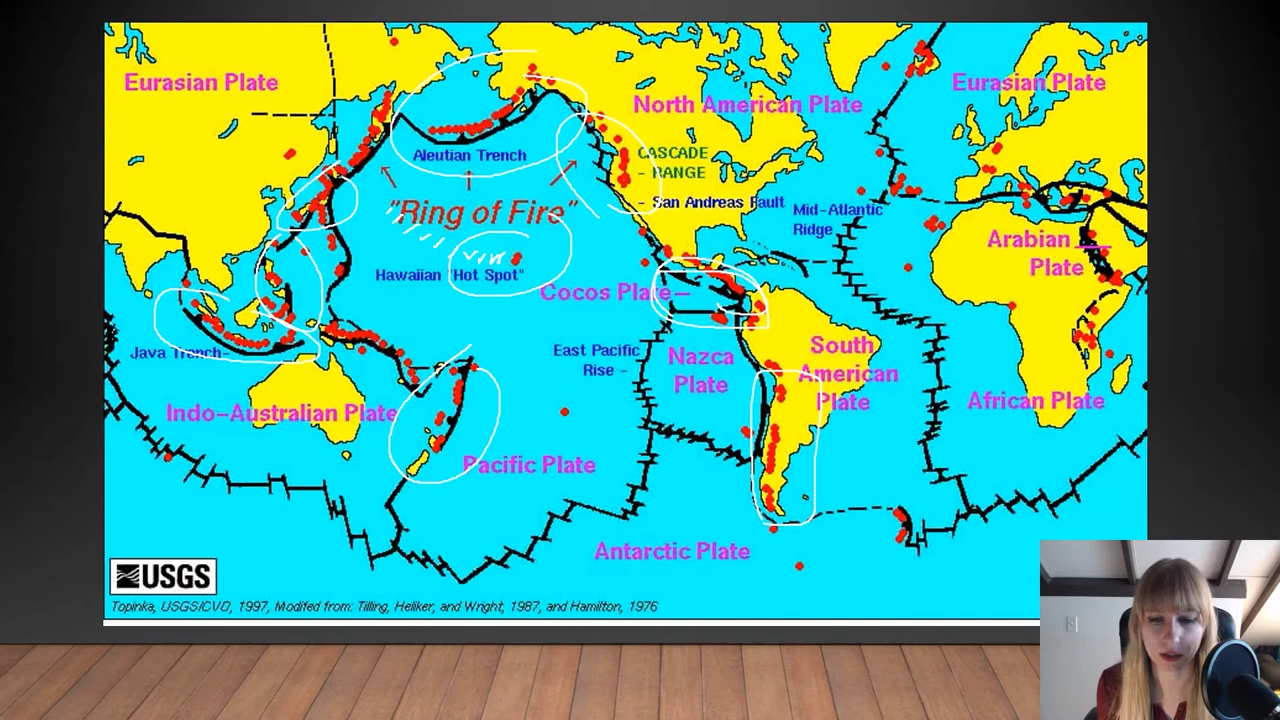 Eurasian Plate
North American Plate
Eurasian Plate
Aleutian Trench
CASCADE
- RANGE
"Ring of Fire"
- San Andreas Fault
Mid-Atlantic
Ridge
Arabian
Plate
Hawaiian "Hot Spot"
Cocos Plate
Java Trench-
East Pacific
Rise -
Nazca
Plate
South
American
Plate
Indo-Australian Plate
African Plate
Pacific Plate
Antarctic Plate
USGS
Topinka, USGS/CVO, 1997, Modifed from: Tilling, Heliker, and Wright, 1987, and Hamilton, 1976